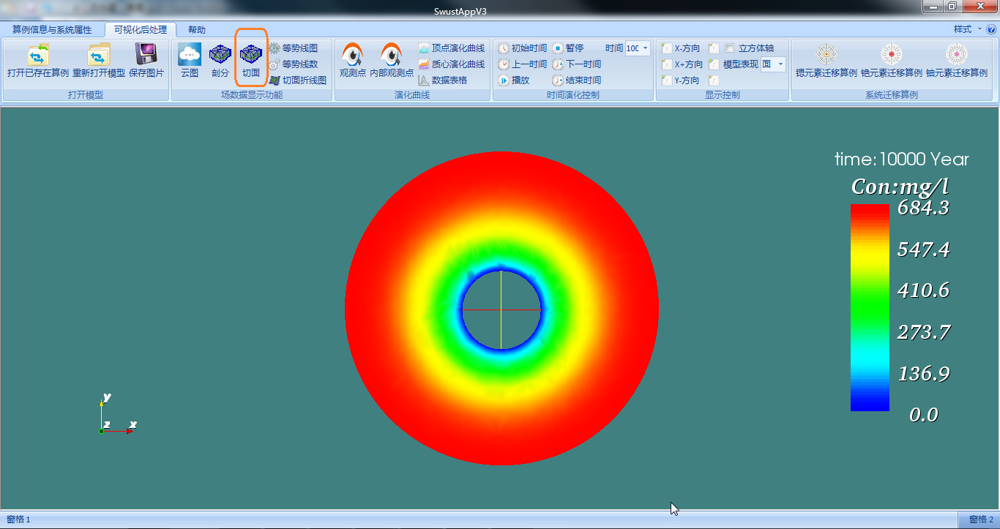 SwustAppV3
算例信息与系统属性 可视化后处理 帮助 样式
打开已存在算例 重新打开模型 保存图片
打开模型
云图 剖分 切面
等势线图
等势线数
切面折线图
场数据显示功能
观测点 内部观测点
顶点演化曲线
质心演化曲线
数据表格
演化曲线
初始时间 暂停 时间 100
上一时间 下一时间
播放 结束时间
时间演化控制
X-方向 立方体轴
X+方向 模型表现 面
Y-方向
显示控制
锶元素迁移算例 铯元素迁移算例 铀元素迁移算例
系统迁移算例
time:10000 Year
Con:mg/l
684.3
547.4
410.6
273.7
136.9
0.0
y
z x
窗格 1 窗格 2